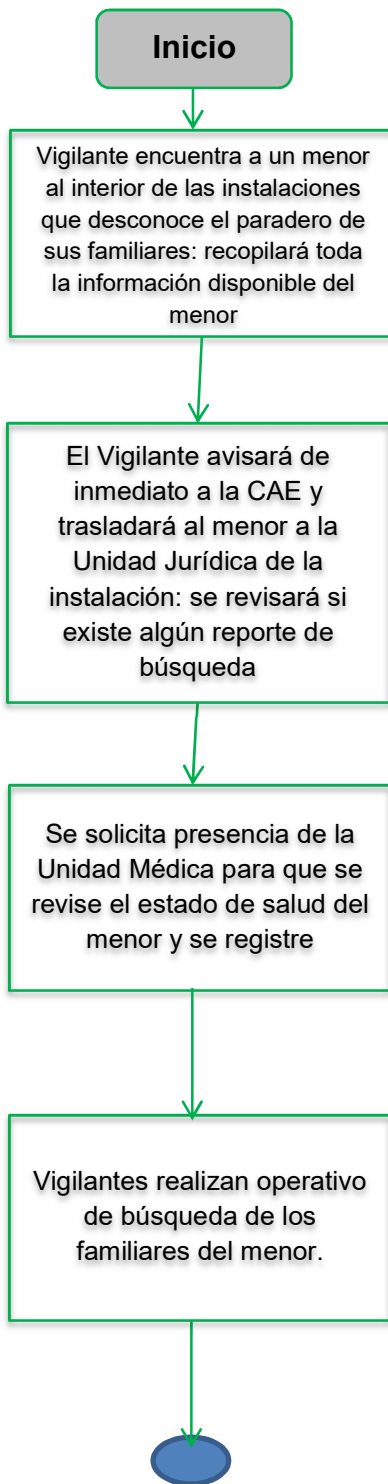 Inicio
Vigilante encuentra a un menor
al interior de las instalaciones
que desconoce el paradero de
sus familiares: recopilará toda
la información disponible del
menor
El Vigilante avisará de
inmediato a la CAE y
trasladará al menor a la
Unidad Jurídica de la
instalación: se revisará si
existe algún reporte de
búsqueda
Se solicita presencia de la
Unidad Médica para que se
revise el estado de salud del
menor y se registre
Vigilantes realizan operativo
de búsqueda de los
familiares del menor.